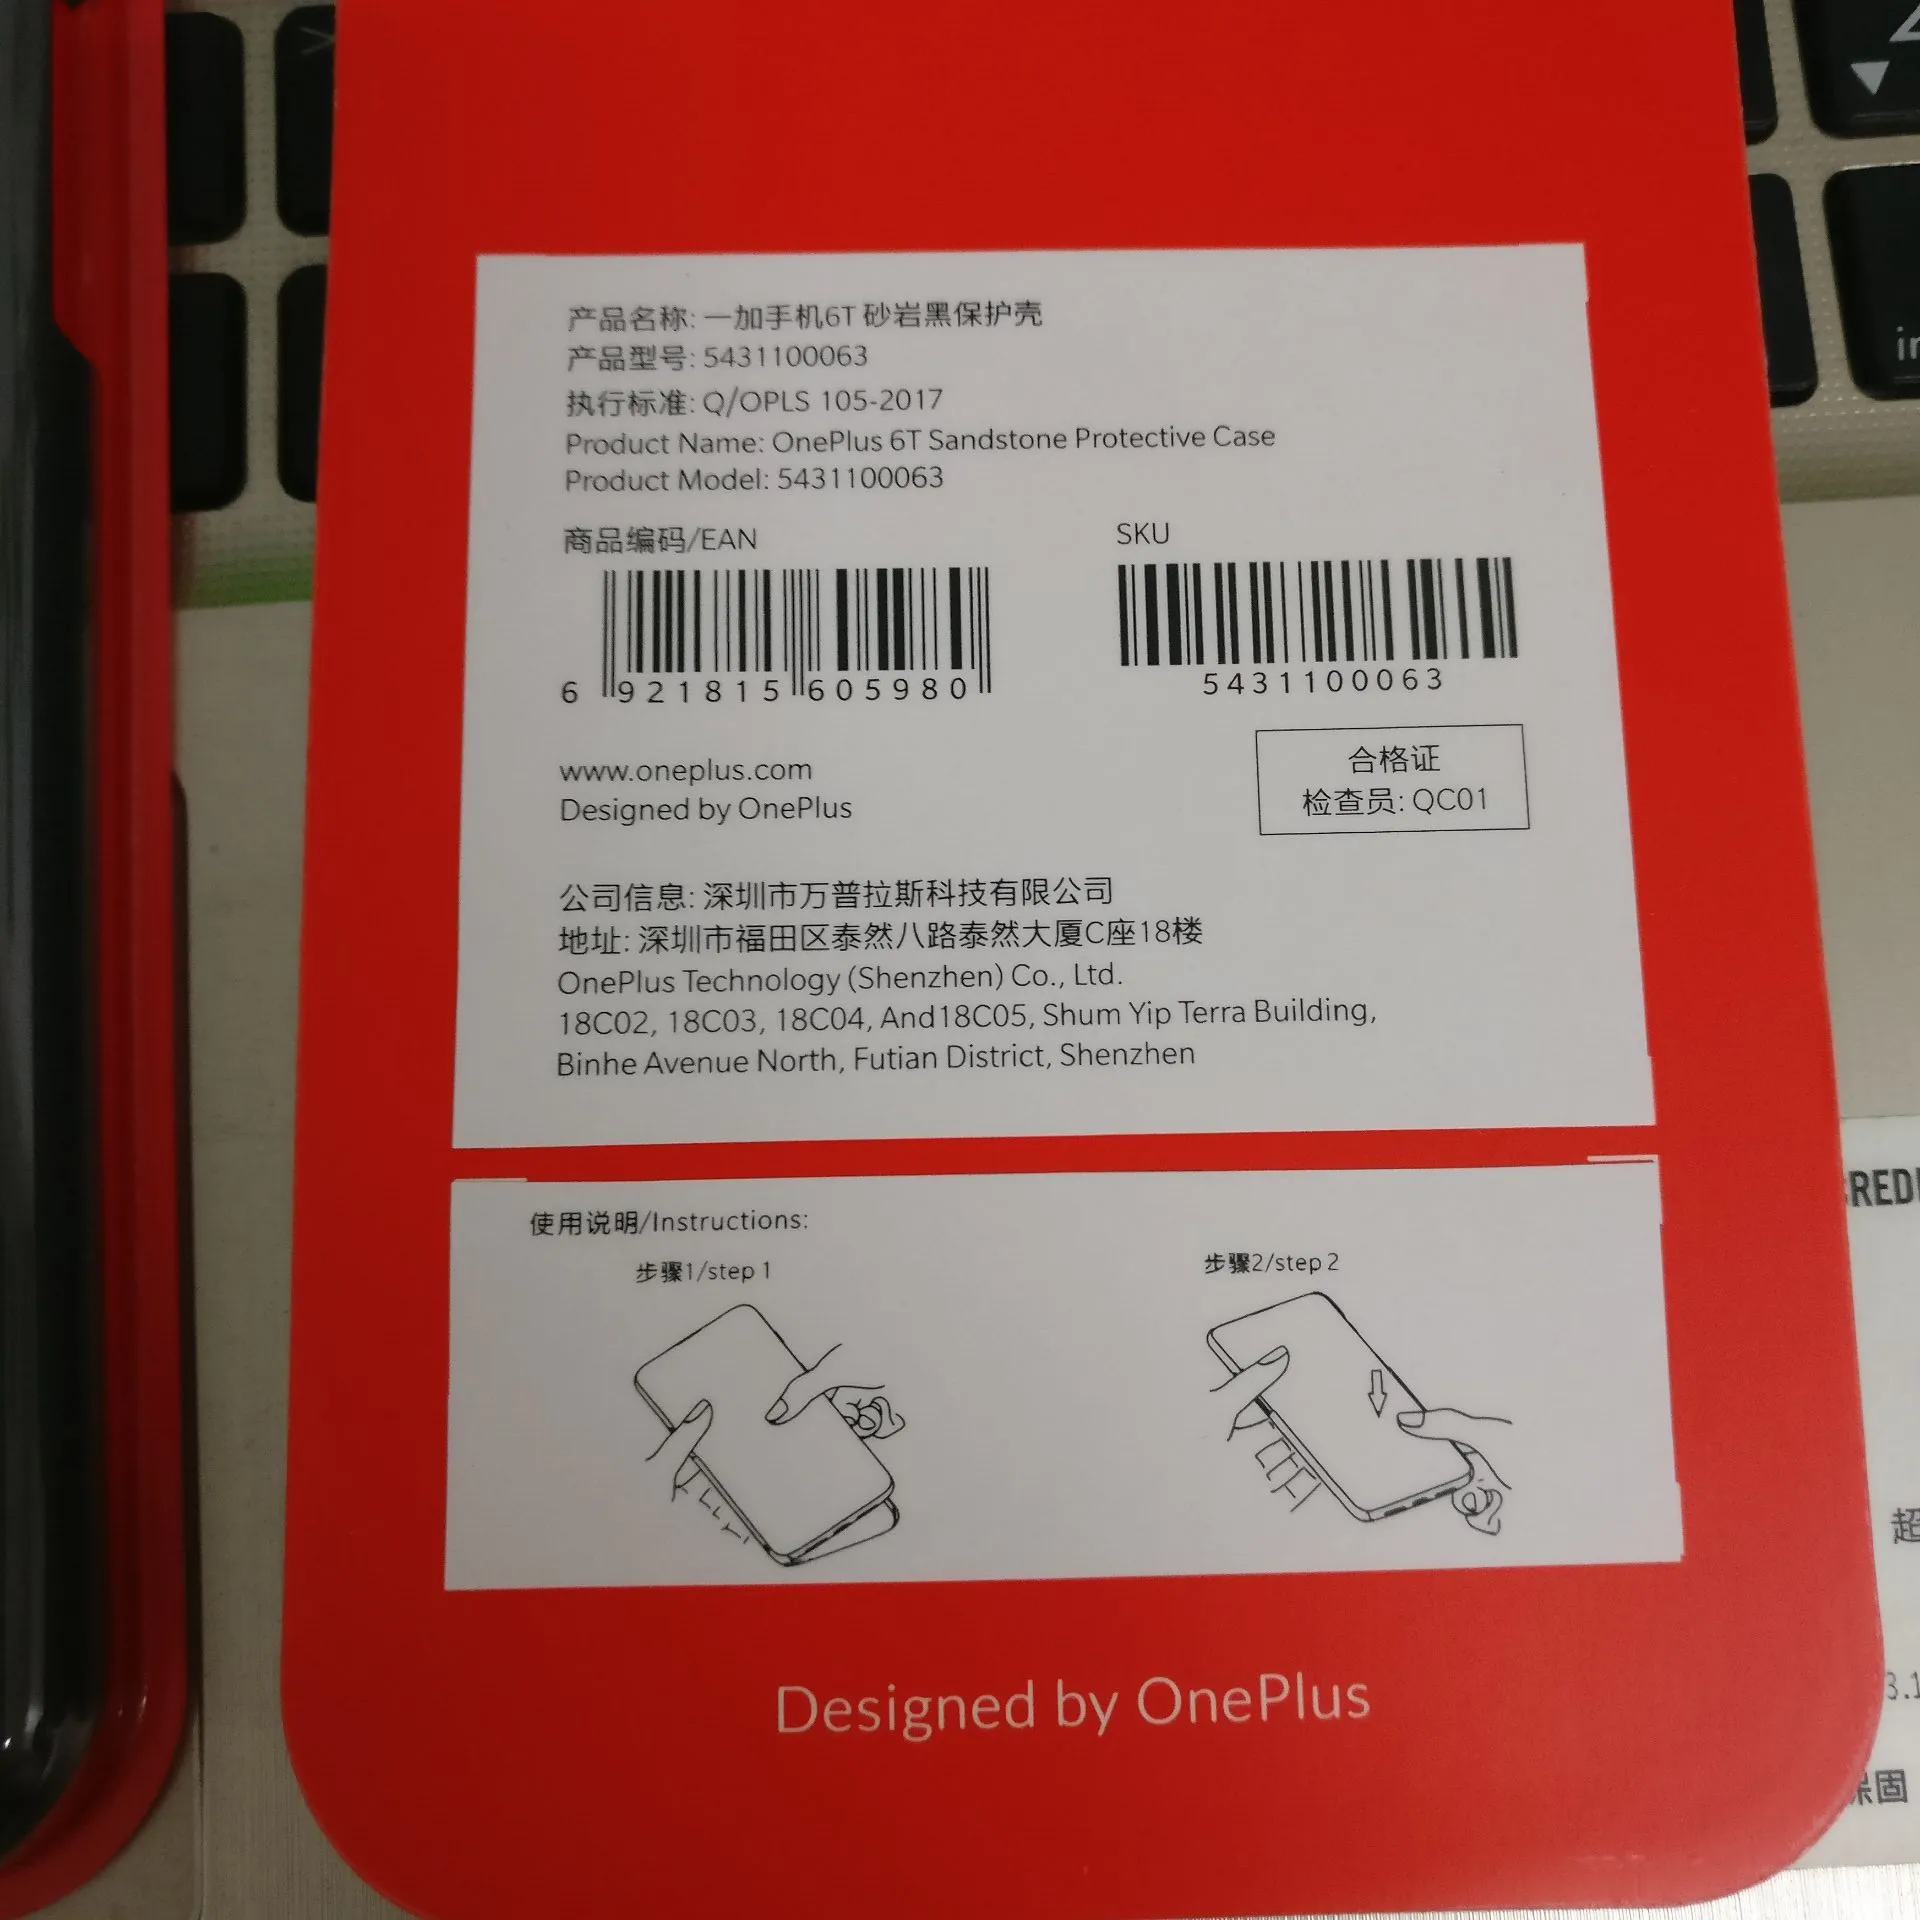 产品名称: 一加手机6T 砂岩黑保护壳
产品型号: 5431100063
执行标准: Q/OPLS 105-2017
Product Name: OnePlus 6T Sandstone Protective Case
Product Model: 5431100063
商品编码/EAN
SKU
6 921815 605980
5431100063
www.oneplus.com
Designed by OnePlus
合格证
检查员: QC01
公司信息: 深圳市万普拉斯科技有限公司
地址: 深圳市福田区泰然八路泰然大厦C座18楼
OnePlus Technology (Shenzhen) Co., Ltd.
18C02, 18C03, 18C04, And18C05, Shum Yip Terra Building,
Binhe Avenue North, Futian District, Shenzhen
使用说明/Instructions:
步骤1/step 1
步骤2/step 2
Designed by OnePlus
超
保固